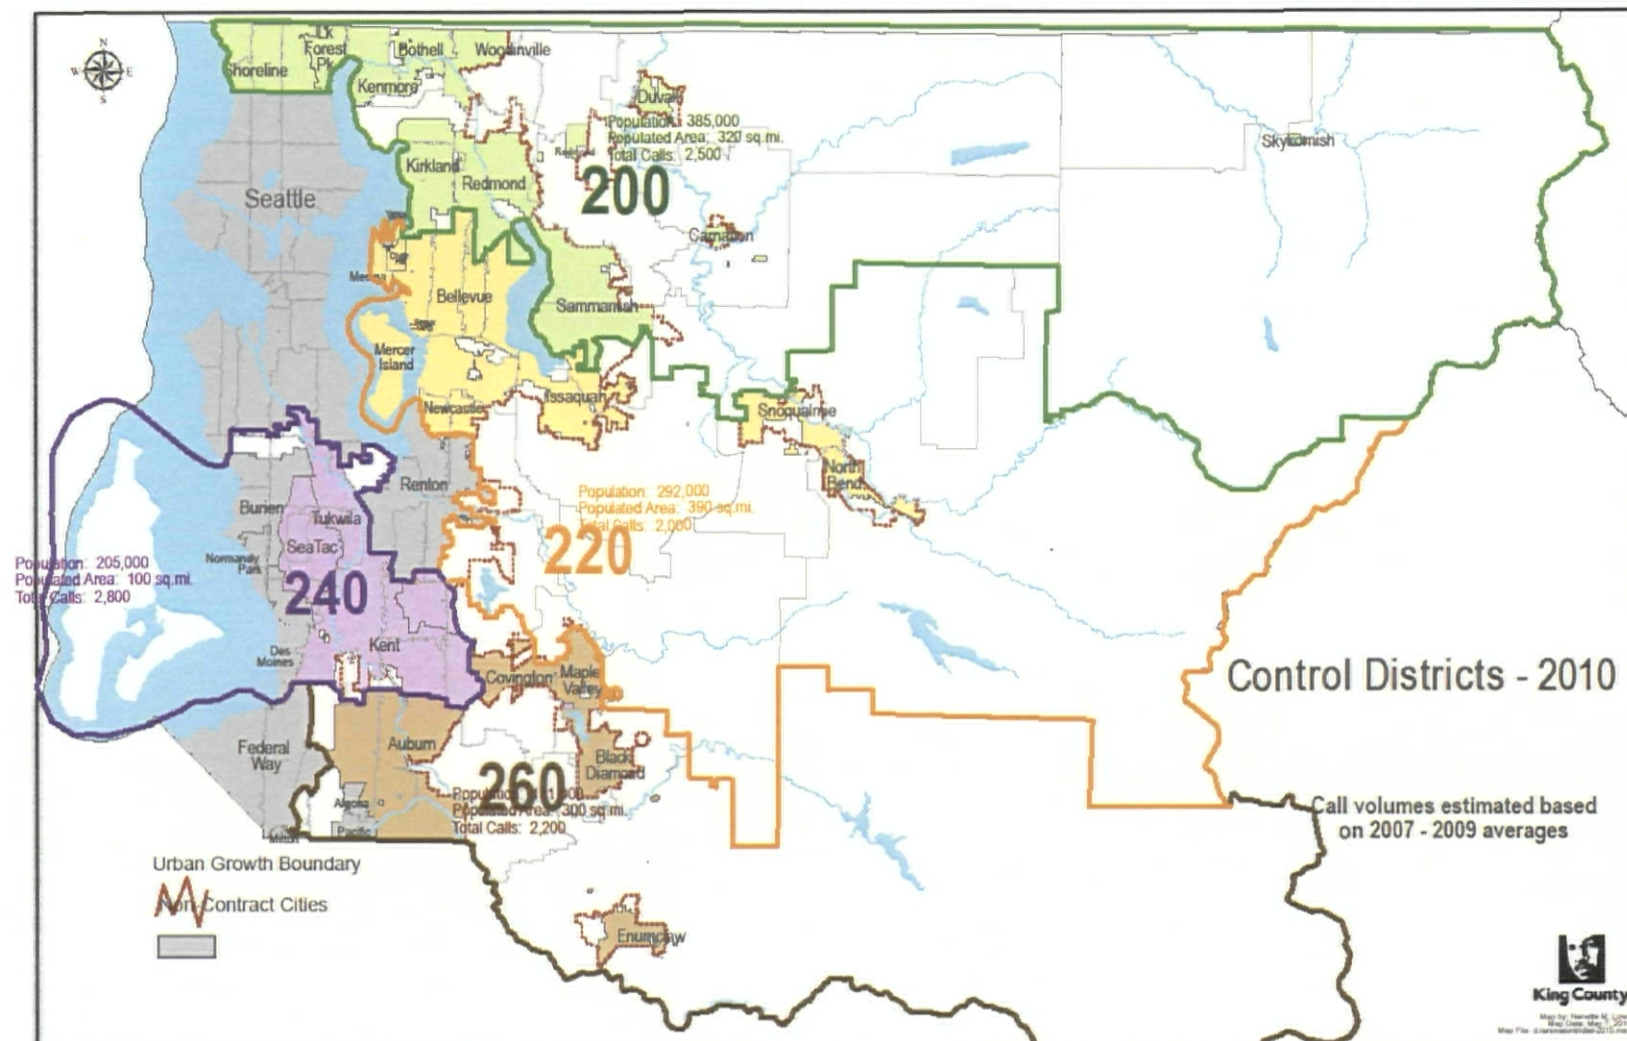 N
W E
S
Shoreline
Lk
Forest
Pk
Bothell
Woodinville
Kenmore
Duvall
Population: 385,000
Populated Area: 320 sq.mi.
Total Calls: 2,500
200
Skykomish
Kirkland
Redmond
Seattle
Carnation
Medina
Bellevue
Sammamish
Mercer
Island
Newcastle
Issaquah
Snoqualmie
North
Bend
Renton
Burien
Tukwila
SeaTac
Normandy
Park
Population: 292,000
Populated Area: 390 sq.mi.
Total Calls: 2,000
220
Population: 205,000
Populated Area: 100 sq.mi.
Total Calls: 2,800
240
Kent
Des
Moines
Covington
Maple
Valley
Control Districts - 2010
Federal
Way
Auburn
Black
Diamond
260
Population:
Populated Area: 300 sq.mi.
Total Calls: 2,200
Algona
Pacific
Milton
Call volumes estimated based
on 2007 - 2009 averages
Urban Growth Boundary
Non-Contract Cities
Enumclaw
King County